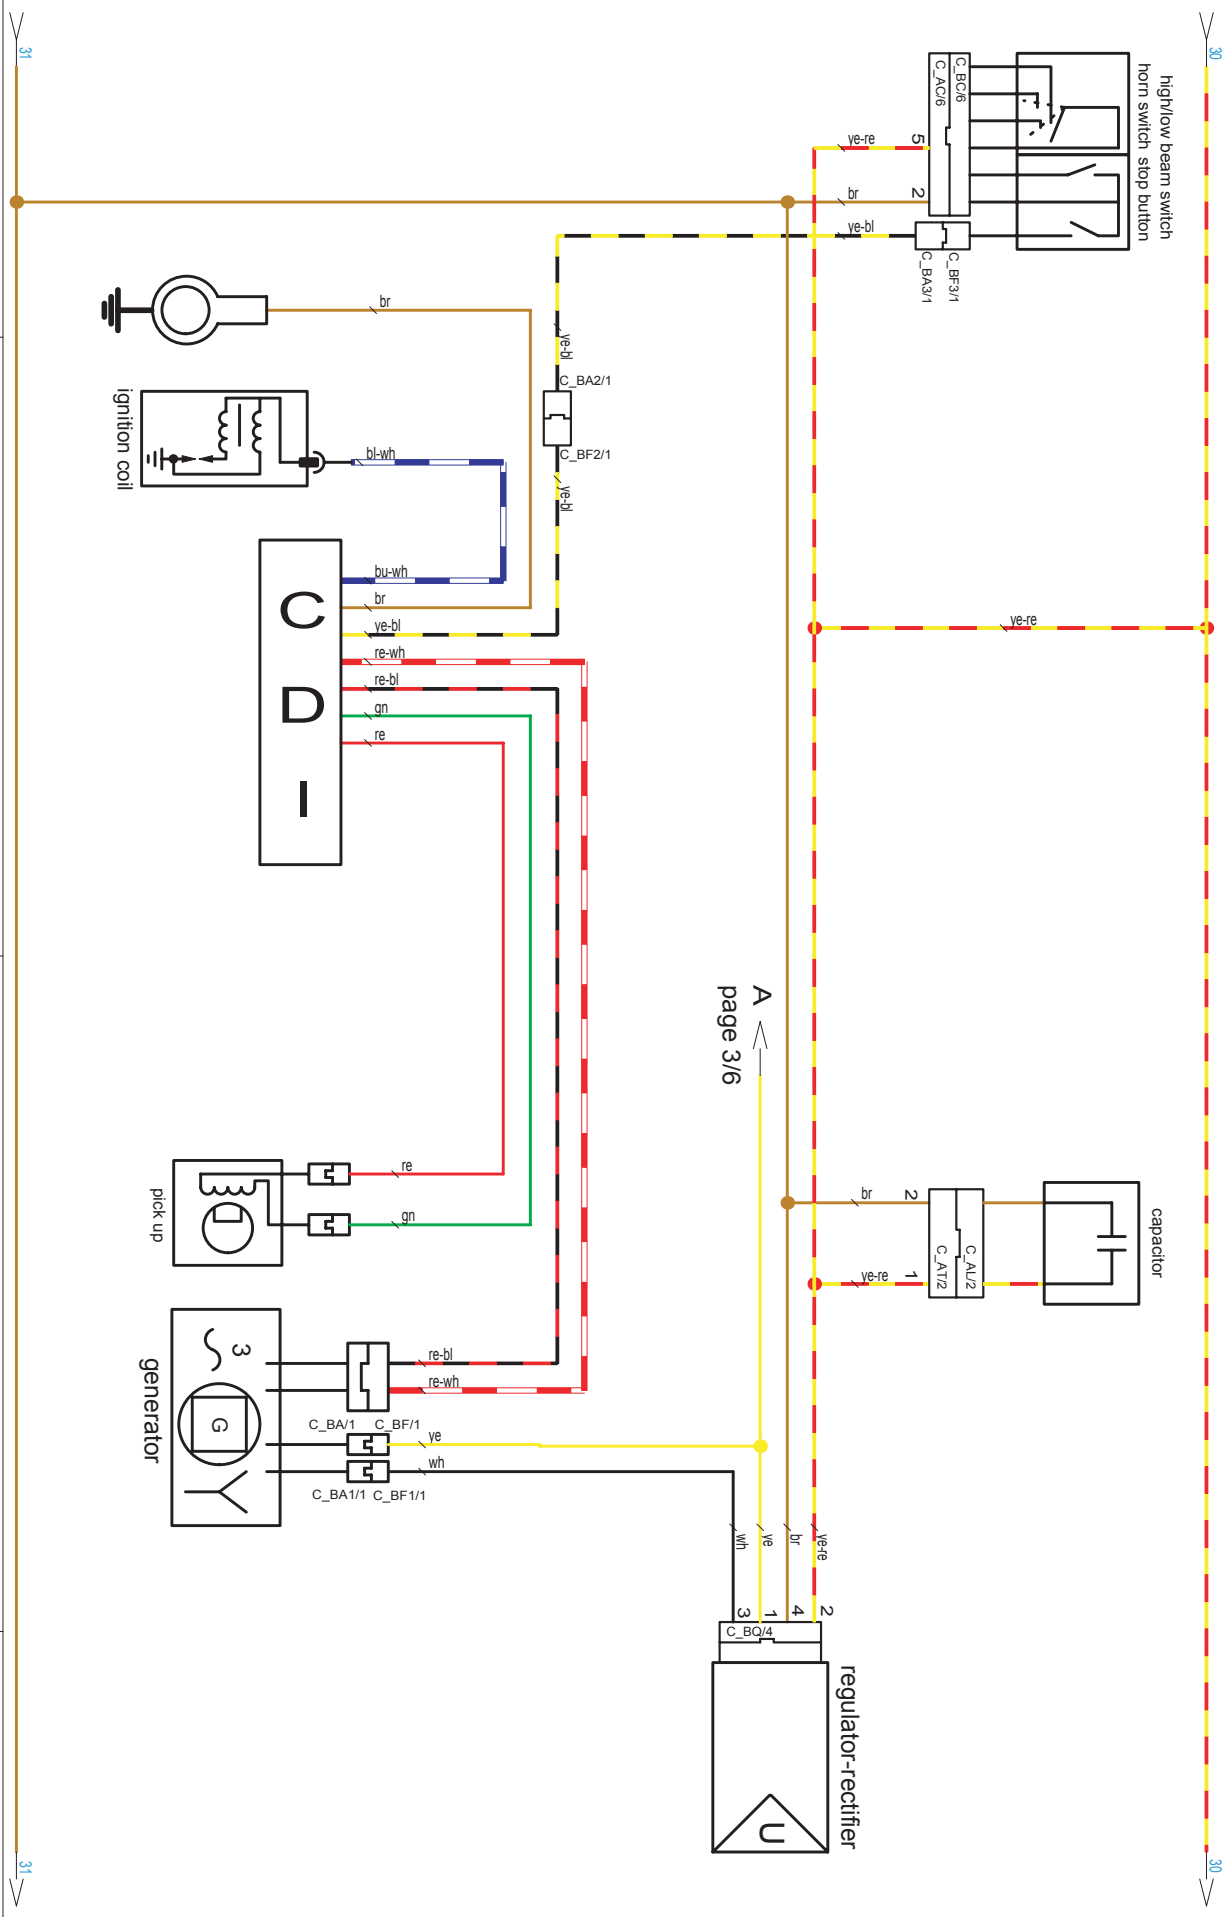 30
31
high/low beam switch
horn switch stop button
C_BC/6
C_AC/6
5
ye-re
2
br
ye-bl
C_BF3/1
C_BA3/1
br
ye-bl
C_BA2/1
C_BF2/1
ye-bl
ignition coil
bl-wh
C
D
I
bu-wh
br
ye-bl
re-wh
re-bl
gn
re
ye-re
A
page 3/6
capacitor
C_AL/2
C_AT/2
2
br
1
ye-re
pick up
re
gn
generator
3
G
re-bl
re-wh
C_BA/1
C_BF/1
ye
wh
C_BA1/1
C_BF1/1
wh
ye
br
ye-re
3
1
4
2
C_BQ/4
regulator-rectifier
U
30
31